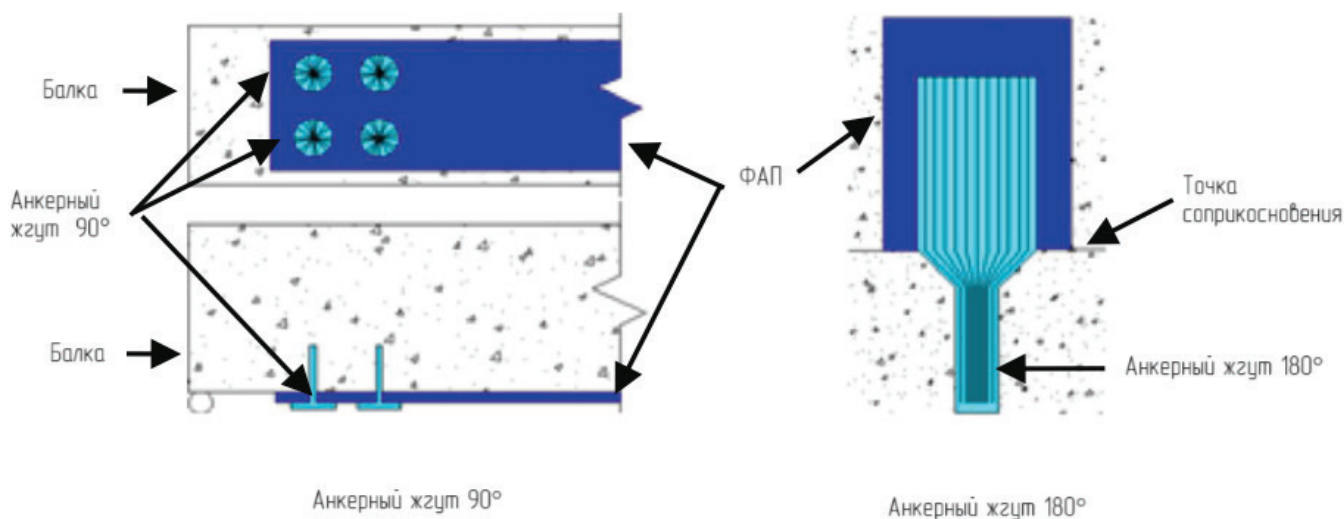 Балка
Анкерный
жгут 90°
Балка
ФАП
Точка
соприкосновения
Анкерный жгут 180°
Анкерный жгут 90°
Анкерный жгут 180°